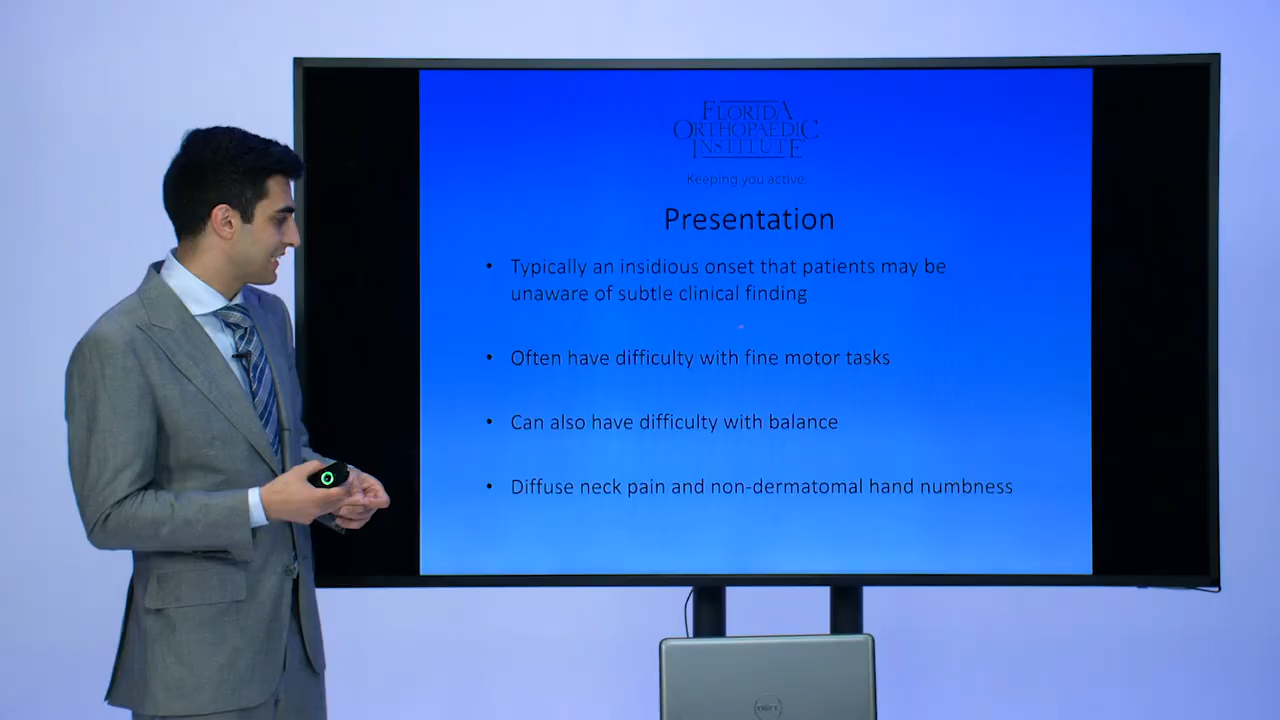 FLORIDA
ORTHOPAEDIC
INSTITUTE
Keeping you active.
Presentation
• Typically an insidious onset that patients may be
unaware of subtle clinical finding
• Often have difficulty with fine motor tasks
• Can also have difficulty with balance
• Diffuse neck pain and non-dermatomal hand numbness
DELL